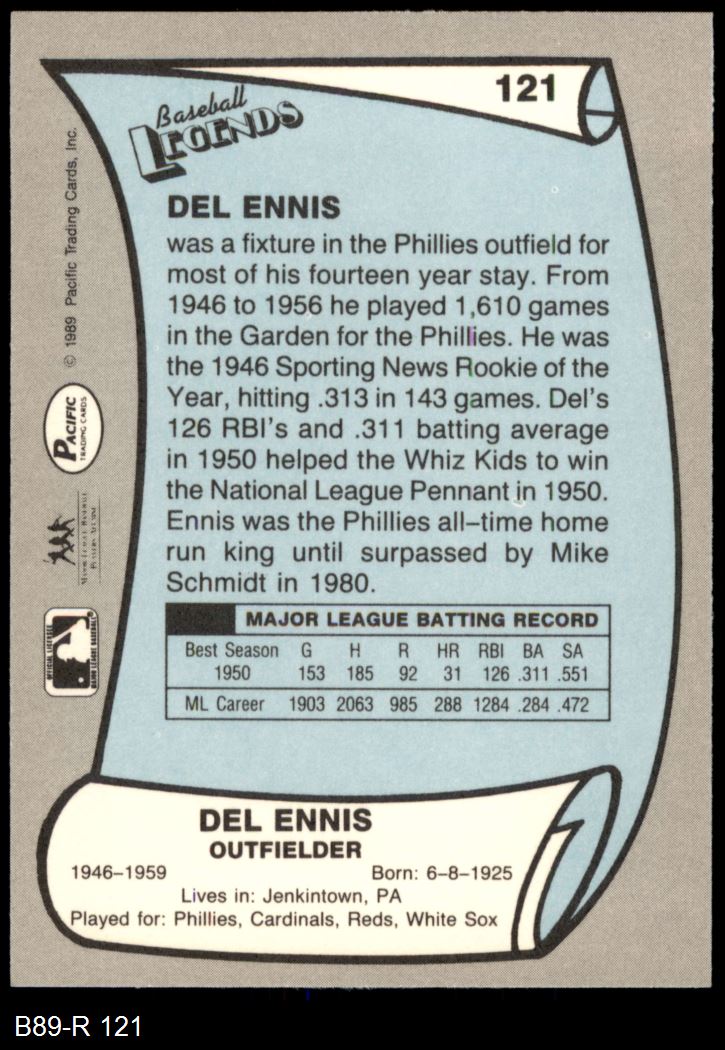 121
Baseball
LEGENDS
DEL ENNIS
was a fixture in the Phillies outfield for
most of his fourteen year stay. From
1946 to 1956 he played 1,610 games
in the Garden for the Phillies. He was
the 1946 Sporting News Rookie of the
Year, hitting .313 in 143 games. Del's
126 RBI's and .311 batting average
in 1950 helped the Whiz Kids to win
the National League Pennant in 1950.
Ennis was the Phillies all–time home
run king until surpassed by Mike
Schmidt in 1980.
MAJOR LEAGUE BATTING RECORD
Best Season G H R HR RBI BA SA
1950 153 185 92 31 126 .311 .551
ML Career 1903 2063 985 288 1284 .284 .472
DEL ENNIS
OUTFIELDER
1946–1959 Born: 6–8–1925
Lives in: Jenkintown, PA
Played for: Phillies, Cardinals, Reds, White Sox
© 1989 Pacific Trading Cards, Inc.
PACIFIC
TRADING CARDS
OFFICIAL LICENSEE
MAJOR LEAGUE BASEBALL
B89-R 121